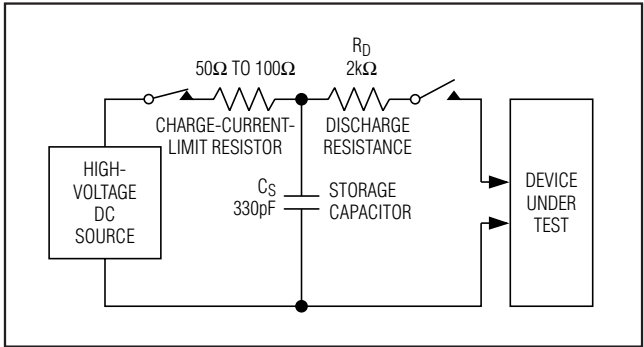 R_D
50Ω TO 100Ω
2kΩ
CHARGE-CURRENT-
LIMIT RESISTOR
DISCHARGE
RESISTANCE
HIGH-
VOLTAGE
DC
SOURCE
C_S
330pF
STORAGE
CAPACITOR
DEVICE
UNDER
TEST